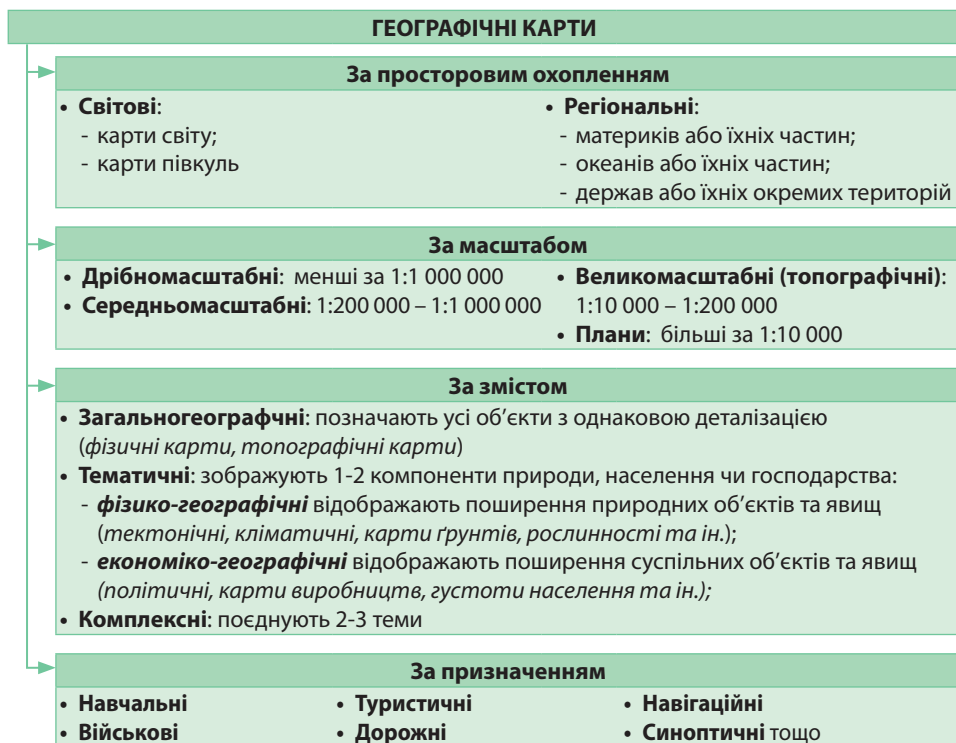 ГЕОГРАФІЧНІ КАРТИ
За просторовим охопленням
• Світові:
- карти світу;
- карти півкуль
• Регіональні:
- материків або їхніх частин;
- океанів або їхніх частин;
- держав або їхніх окремих територій
За масштабом
• Дрібномасштабні: менші за 1:1 000 000
• Середньомасштабні: 1:200 000 – 1:1 000 000
• Великомасштабні (топографічні):
1:10 000 – 1:200 000
• Плани: більші за 1:10 000
За змістом
• Загальногеографчні: позначають усі об’єкти з однаковою деталізацією
(фізичні карти, топографічні карти)
• Тематичні: зображують 1-2 компоненти природи, населення чи господарства:
- фізико-географічні відображають поширення природних об’єктів та явищ
(тектонічні, кліматичні, карти ґрунтів, рослинності та ін.);
- економіко-географічні відображають поширення суспільних об’єктів та явищ
(політичні, карти виробництв, густоти населення та ін.);
• Комплексні: поєднують 2-3 теми
За призначенням
• Навчальні
• Військові
• Туристичні
• Дорожні
• Навігаційні
• Синоптичні тощо